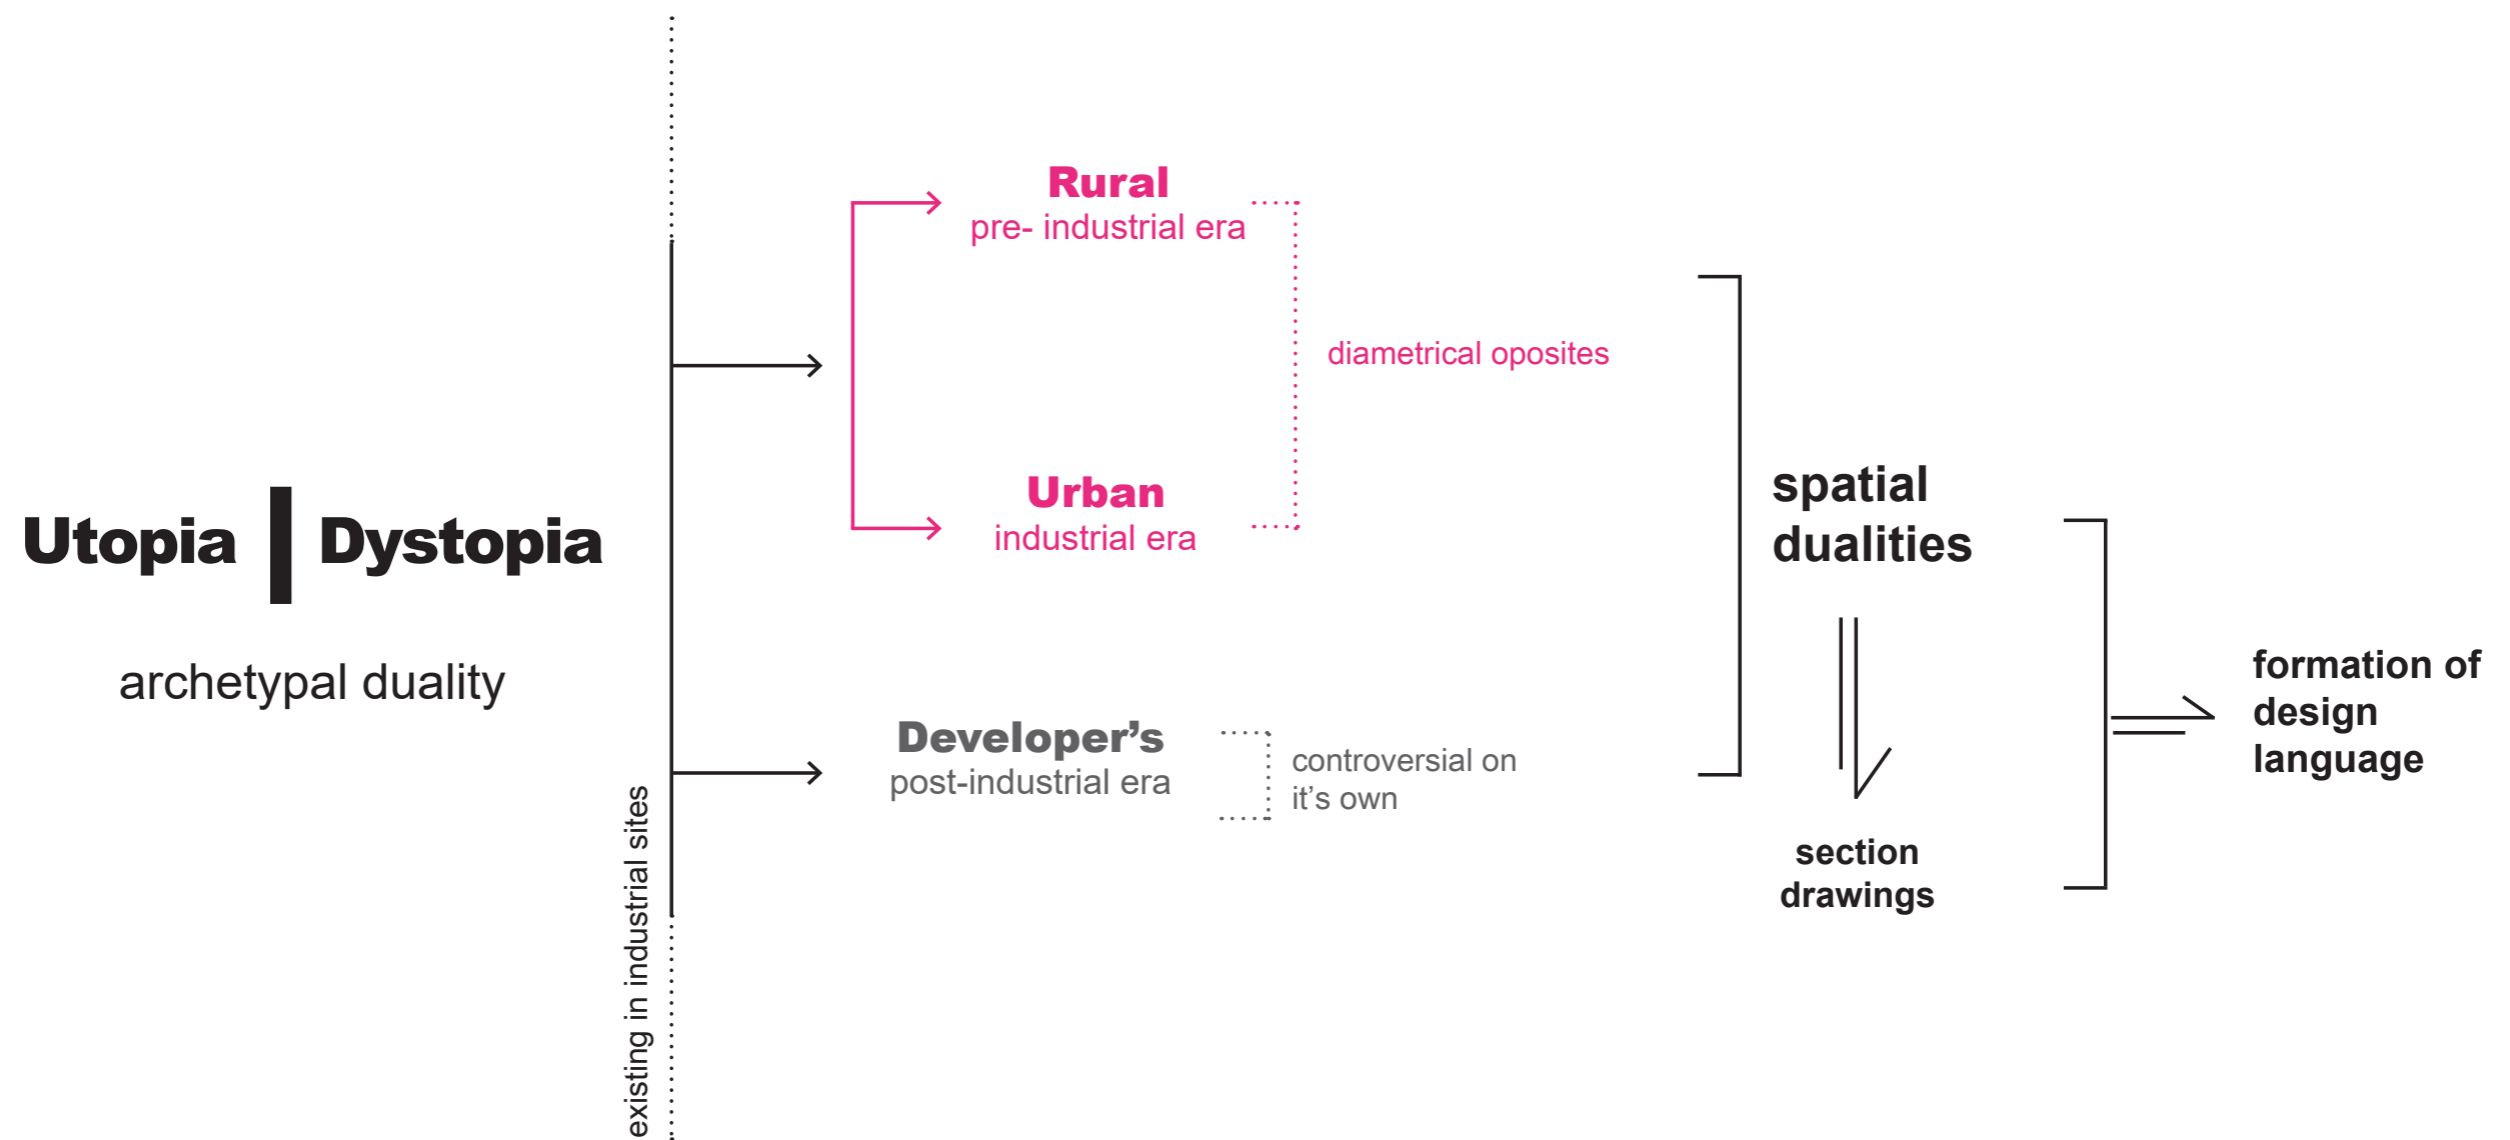 Utopia | Dystopia
archetypal duality
existing in industrial sites
Rural
pre- industrial era
Urban
industrial era
diametrical oposites
Developer’s
post-industrial era
controversial on
it’s own
spatial
dualities
section
drawings
formation of
design
language